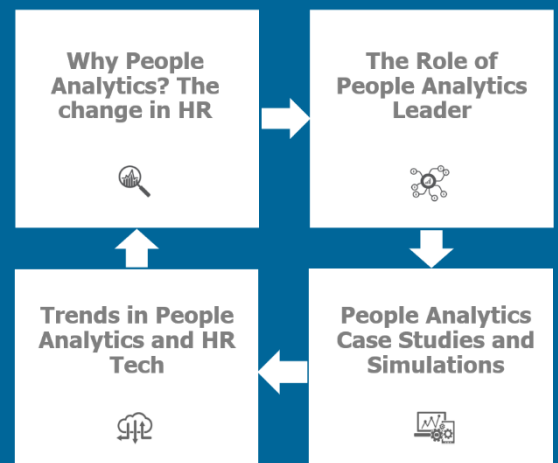 Why People
Analytics? The
change in HR
The Role of
People Analytics
Leader
Trends in People
Analytics and HR
Tech
People Analytics
Case Studies and
Simulations